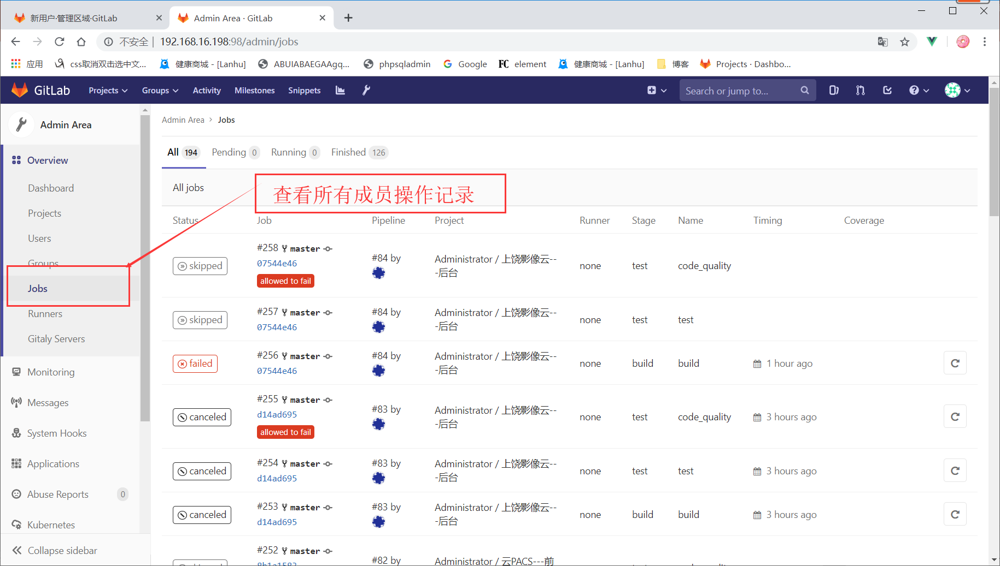 新用户·管理区域·GitLab
Admin Area · GitLab
不安全 | 192.168.16.198:98/admin/jobs
应用
css取消双击选中文...
健康商城 - [Lanhu]
ABUIABAEGAAgq...
phpsqladmin
Google
FC element
健康商城 - [Lanhu]
博客
Projects · Dashbo...
GitLab
Projects
Groups
Activity
Milestones
Snippets
Search or jump to...
Admin Area
Overview
Dashboard
Projects
Users
Groups
Jobs
Runners
Gitaly Servers
Monitoring
Messages
System Hooks
Applications
Abuse Reports 0
Kubernetes
Collapse sidebar
Admin Area > Jobs
All 194
Pending 0
Running 0
Finished 126
All jobs
查看所有成员操作记录
Status Job Pipeline Project Runner Stage Name Timing Coverage
skipped
#258 master
07544e46
allowed to fail
#84 by
Administrator / 上饶影像云--
-后台
none test code_quality
skipped
#257 master
07544e46
#84 by
Administrator / 上饶影像云--
-后台
none test test
failed
#256 master
07544e46
#84 by
Administrator / 上饶影像云--
-后台
none build build 1 hour ago
canceled
#255 master
d14ad695
allowed to fail
#83 by
Administrator / 上饶影像云--
-后台
none test code_quality 3 hours ago
canceled
#254 master
d14ad695
#83 by
Administrator / 上饶影像云--
-后台
none test test 3 hours ago
canceled
#253 master
d14ad695
#83 by
Administrator / 上饶影像云--
-后台
none build build 3 hours ago
#252 master
#82 by
Administrator / 云PACS---前